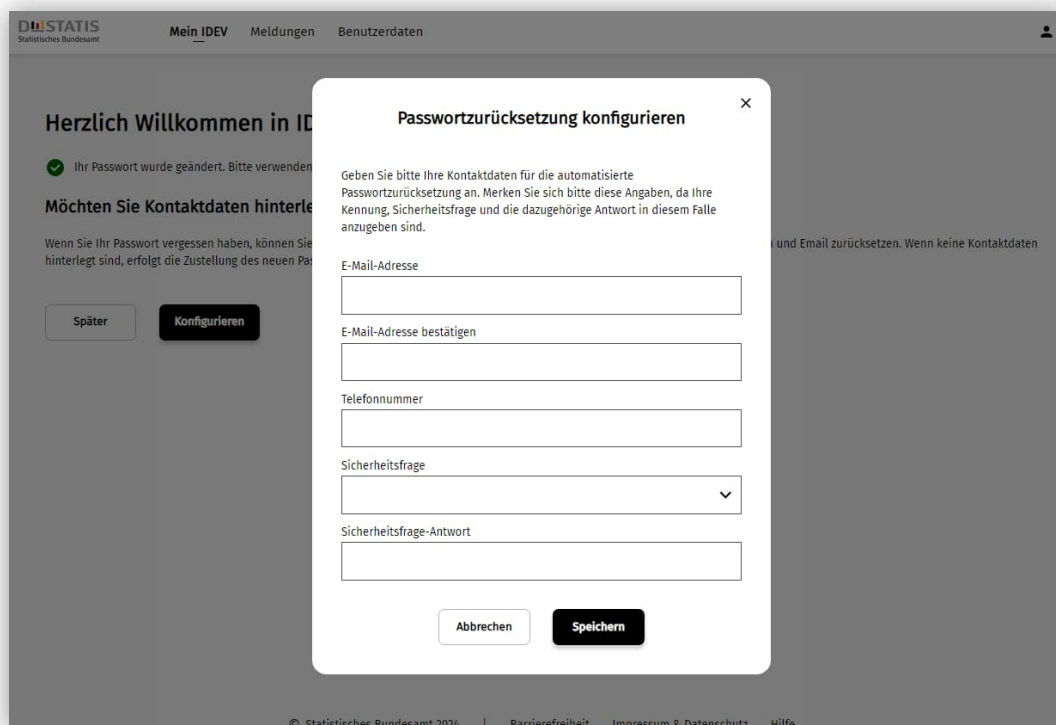 DESTATIS
Statistisches Bundesamt
Mein IDEV Meldungen Benutzerdaten
Herzlich Willkommen in
Ihr Passwort wurde geändert. Bitte verwenden
Möchten Sie Kontaktdaten
Wenn Sie Ihr Passwort vergessen haben, können Sie und Email zurücksetzen. Wenn keine Kontaktdaten
hinterlegt sind, erfolgt die Zustellung des neuen
Später Konfigurieren
Passwortzurücksetzung konfigurieren
Geben Sie bitte Ihre Kontaktdaten für die automatisierte
Passwortzurücksetzung an. Merken Sie sich bitte diese Angaben, da Ihre
Kennung, Sicherheitsfrage und die dazugehörige Antwort in diesem Falle
anzugeben sind.
E-Mail-Adresse
E-Mail-Adresse bestätigen
Telefonnummer
Sicherheitsfrage
Sicherheitsfrage-Antwort
Abbrechen Speichern
© Statistisches Bundesamt 2024 | Barrierefreiheit Impressum & Datenschutz Hilfe